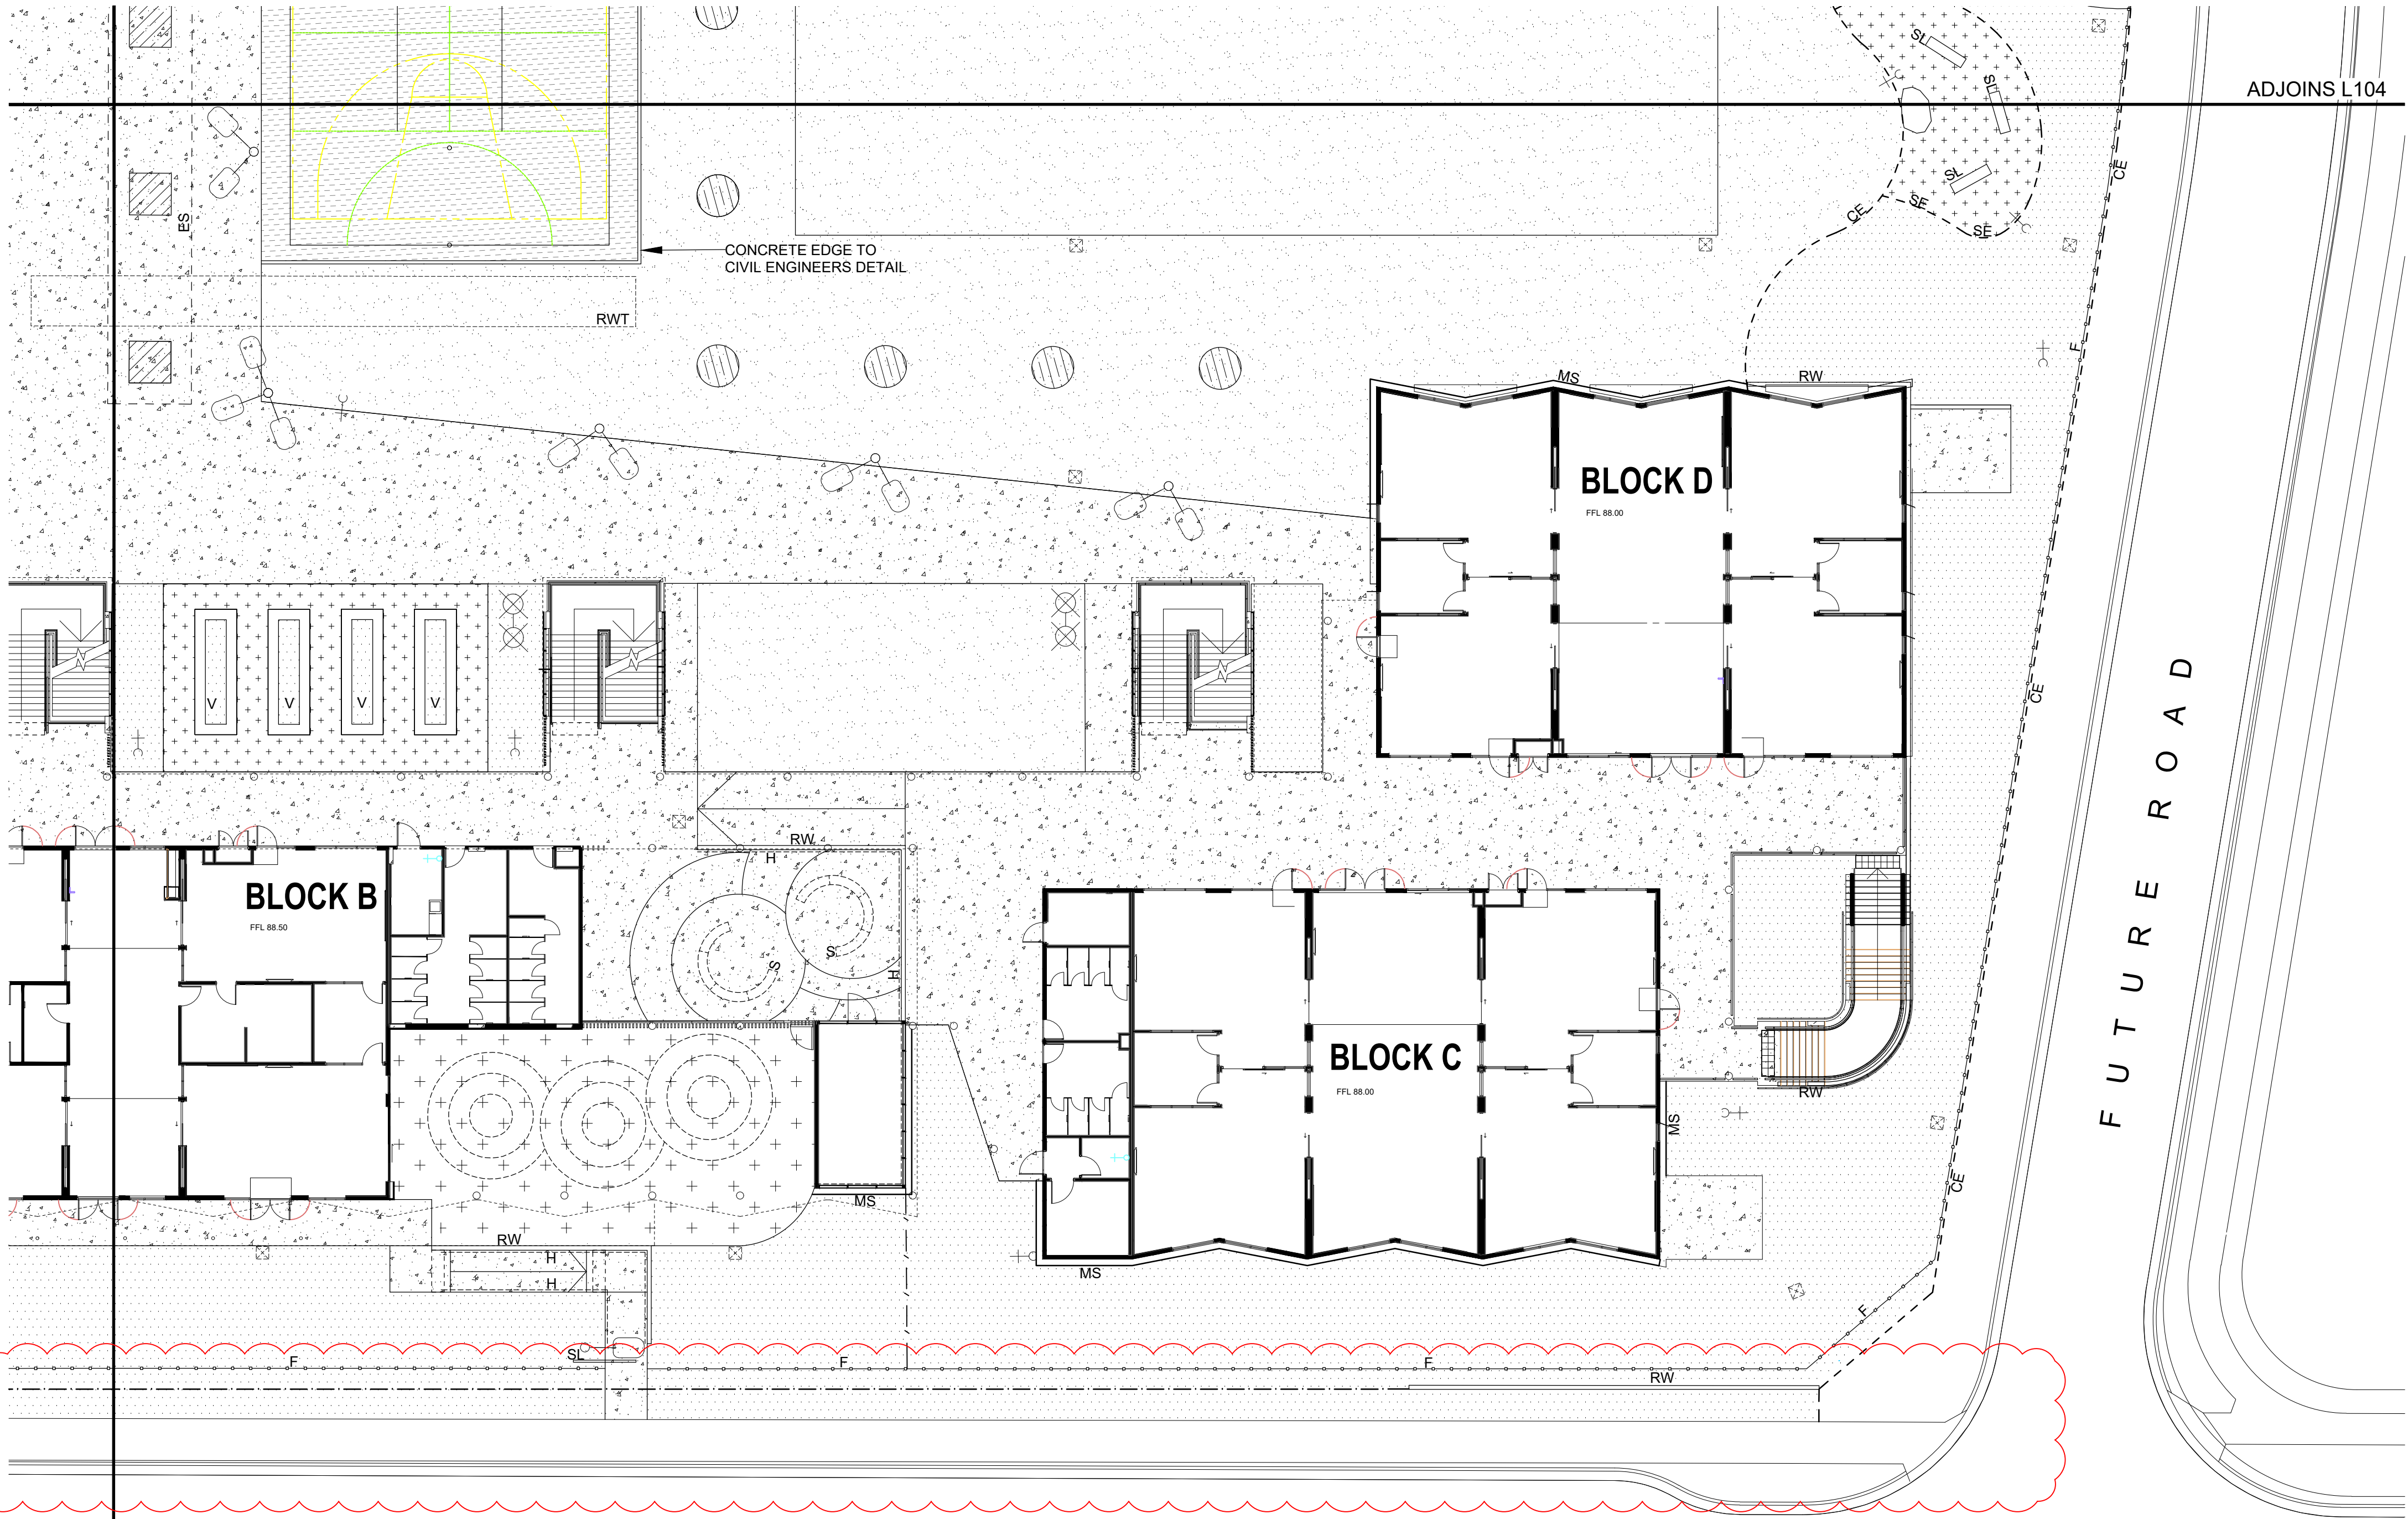 SL
SL
ADJOINS L104
CE
SL
SE
CE
ES
SE
CONCRETE EDGE TO
CIVIL ENGINEERS DETAIL
RWT
F
MS
RW
BLOCK D
FFL 88.00
FUTURE ROAD
CE
V
V
V
V
RW
H
BLOCK B
FFL 88.50
S
S
H
BLOCK C
FFL 88.00
RW
MS
CE
MS
RW
H
H
MS
F
SL
F
F
F
RW